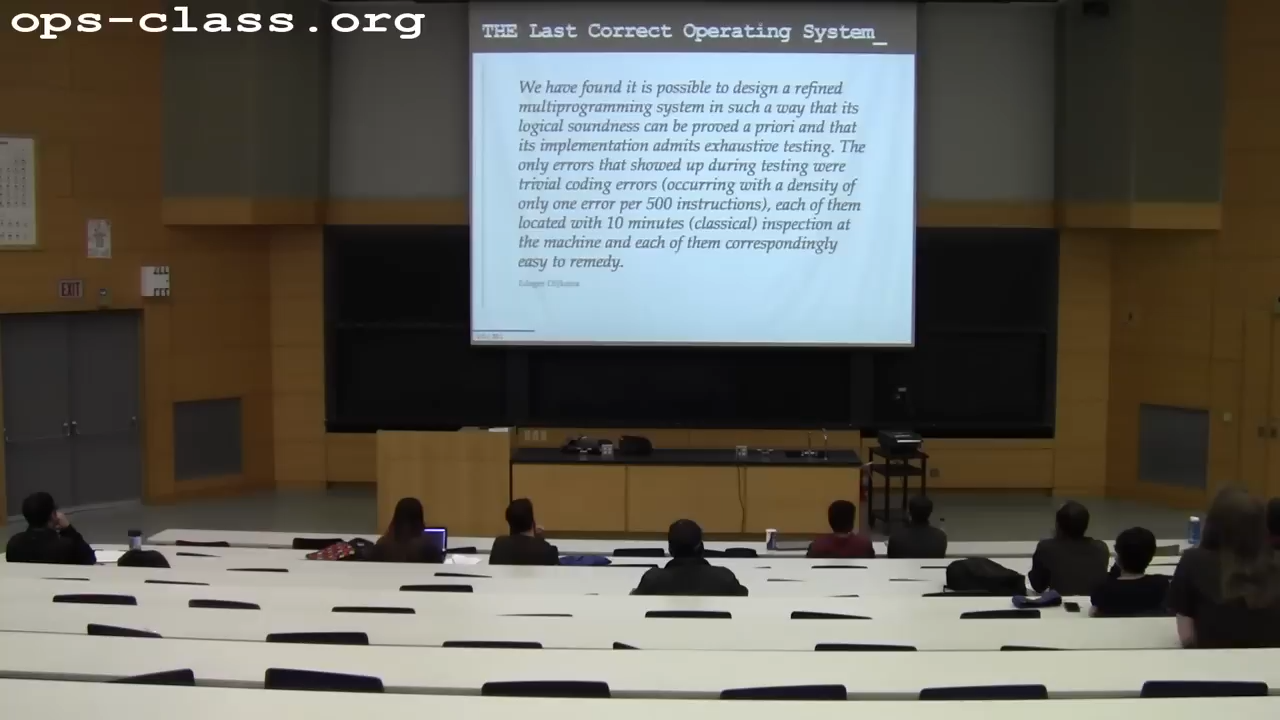 ops-class.org
THE Last Correct Operating System_
We have found it is possible to design a refined
multiprogramming system in such a way that its
logical soundness can be proved a priori and that
its implementation admits exhaustive testing. The
only errors that showed up during testing were
trivial coding errors (occurring with a density of
only one error per 500 instructions), each of them
located with 10 minutes (classical) inspection at
the machine and each of them correspondingly
easy to remedy.
Edsger Dijkstra
EXIT